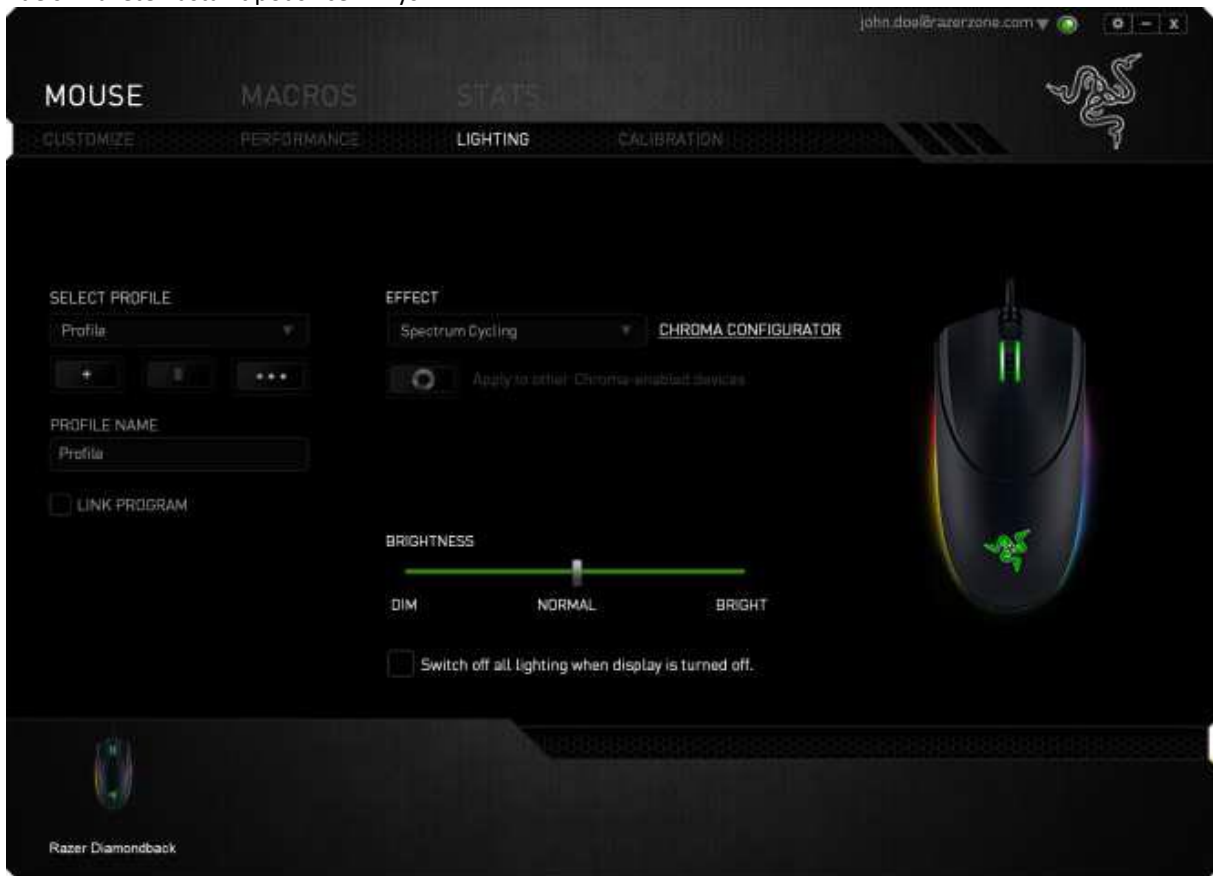 john.doe@razerzone.com
MOUSE MACROS STATS
CUSTOMIZE PERFORMANCE LIGHTING CALIBRATION
SELECT PROFILE
Profile
PROFILE NAME
Profile
LINK PROGRAM
EFFECT
Spectrum Cycling
CHROMA CONFIGURATOR
Apply to other Chroma-enabled devices
BRIGHTNESS
DIM NORMAL BRIGHT
Switch off all lighting when display is turned off.
Razer Diamondback